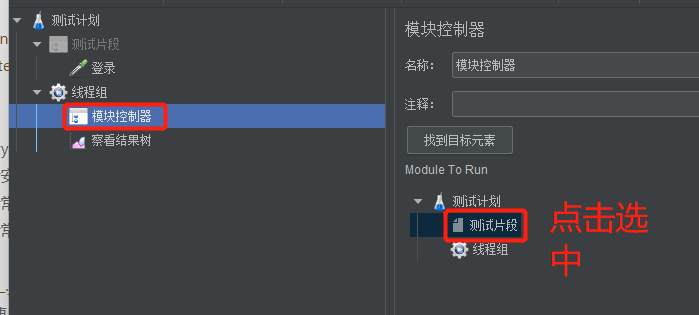 测试计划
测试片段
登录
线程组
模块控制器
察看结果树
模块控制器
名称： 模块控制器
注释：
找到目标元素
Module To Run
测试计划
测试片段
线程组
点击选
中